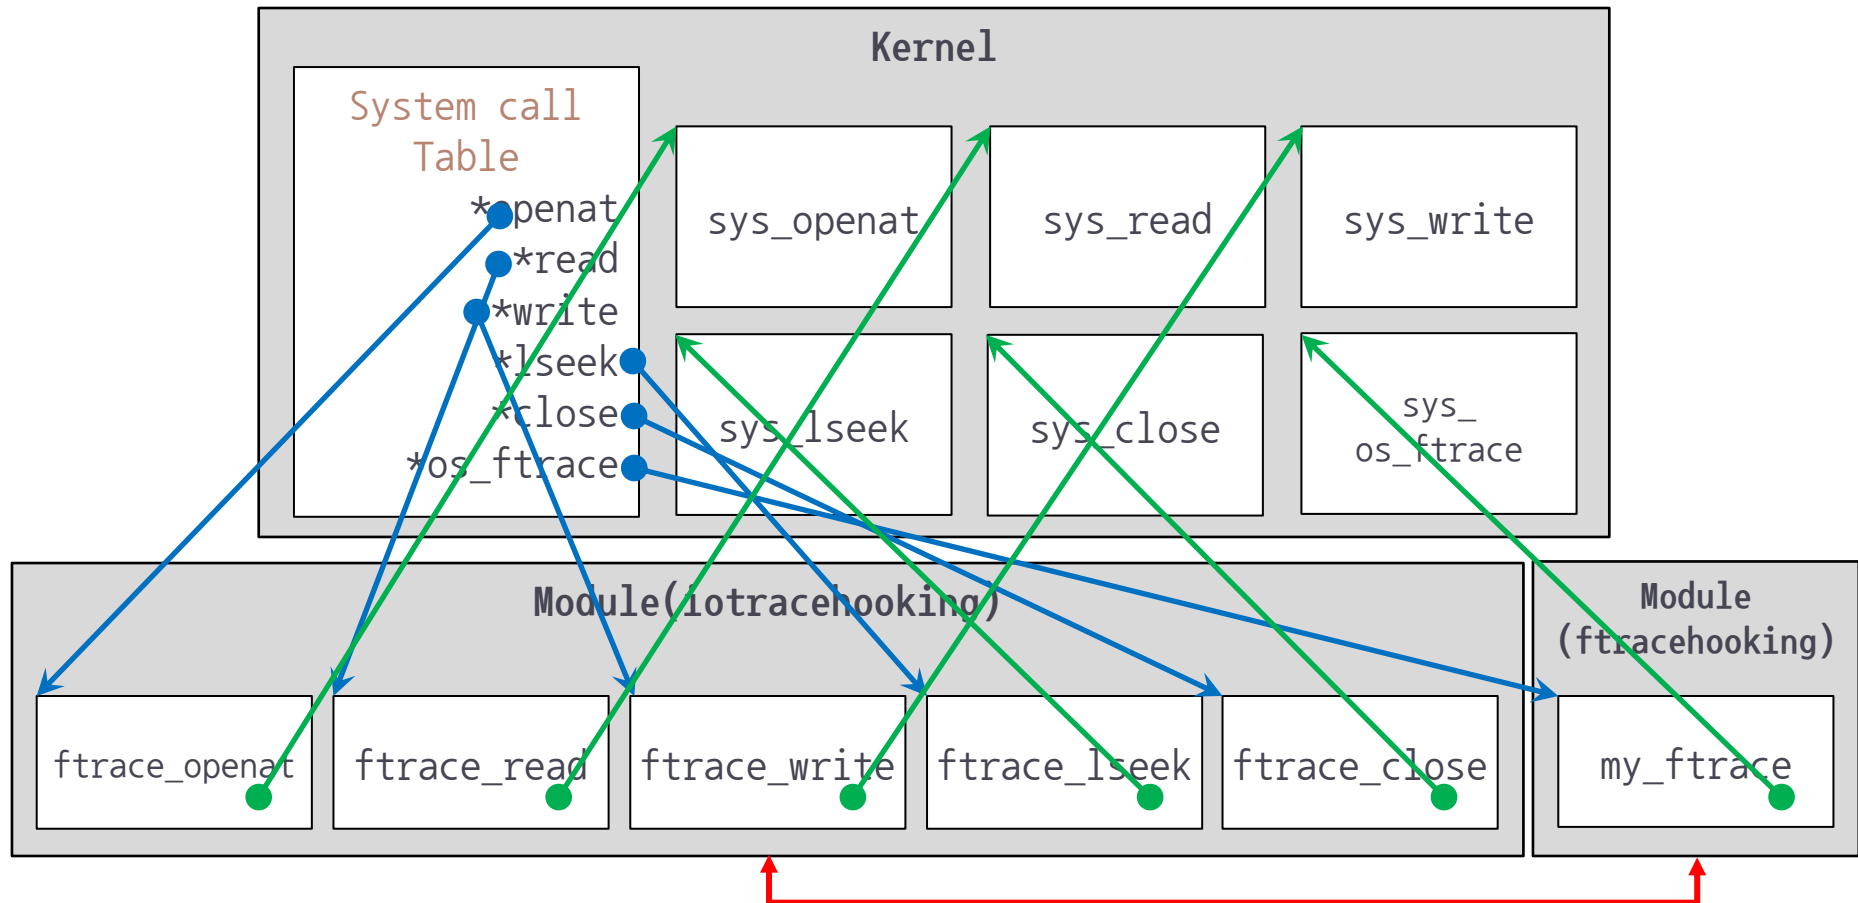 Kernel
System call
Table
*openat
*read
*write
*lseek
*close
*os_ftrace
sys_openat
sys_read
sys_write
sys_lseek
sys_close
sys_
os_ftrace
Module(iotracehooking)
ftrace_openat
ftrace_read
ftrace_write
ftrace_lseek
ftrace_close
Module
(ftracehooking)
my_ftrace